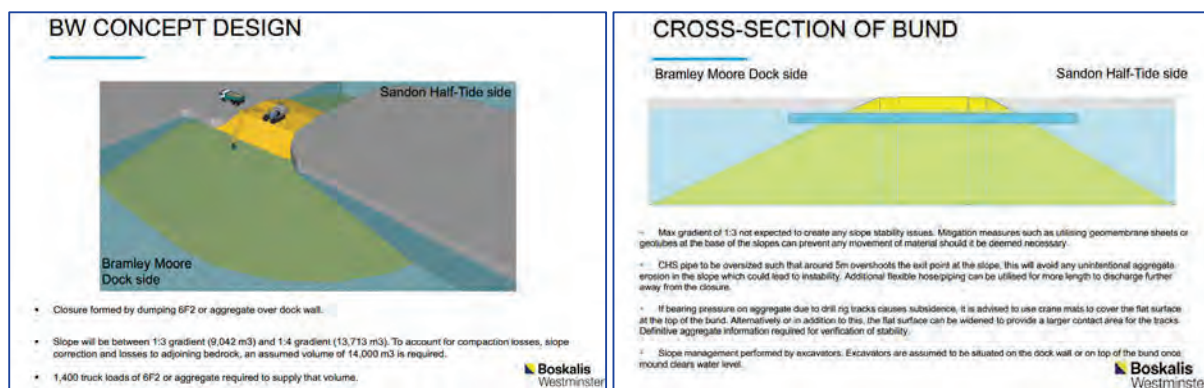 BW CONCEPT DESIGN
Sandon Half-Tide side
Bramley Moore
Dock side
• Closure formed by dumping 6F2 or aggregate over dock wall.
• Slope will be between 1:3 gradient (9,042 m3) and 1:4 gradient (13,713 m3). To account for compaction losses, slope
correction and losses to adjoining bedrock, an assumed volume of 14,000 m3 is required.
• 1,400 truck loads of 6F2 or aggregate required to supply that volume.
Boskalis
Westminster
CROSS-SECTION OF BUND
Bramley Moore Dock side
Sandon Half-Tide side
- Max gradient of 1:3 not expected to create any slope stability issues. Mitigation measures such as utilising geomembrane sheets or
geotubes at the base of the slopes can prevent any movement of material should it be deemed necessary.
- CHS pipe to be oversized such that around 5m overshoots the exit point at the slope, this will avoid any unintentional aggregate
erosion in the slope which could lead to instability. Additional flexible hose/piping can be utilised for more length to discharge further
away from the closure.
- If bearing pressure on aggregate due to drill rig tracks causes subsidence, it is advised to use crane mats to cover the flat surface
at the top of the bund. Alternatively or in addition to this, the flat surface can be widened to provide a larger contact area for the tracks.
Definitive aggregate information required for verification of stability.
- Slope management performed by excavators. Excavators are assumed to be situated on the dock wall or on top of the bund once
mound clears water level.
Boskalis
Westminster